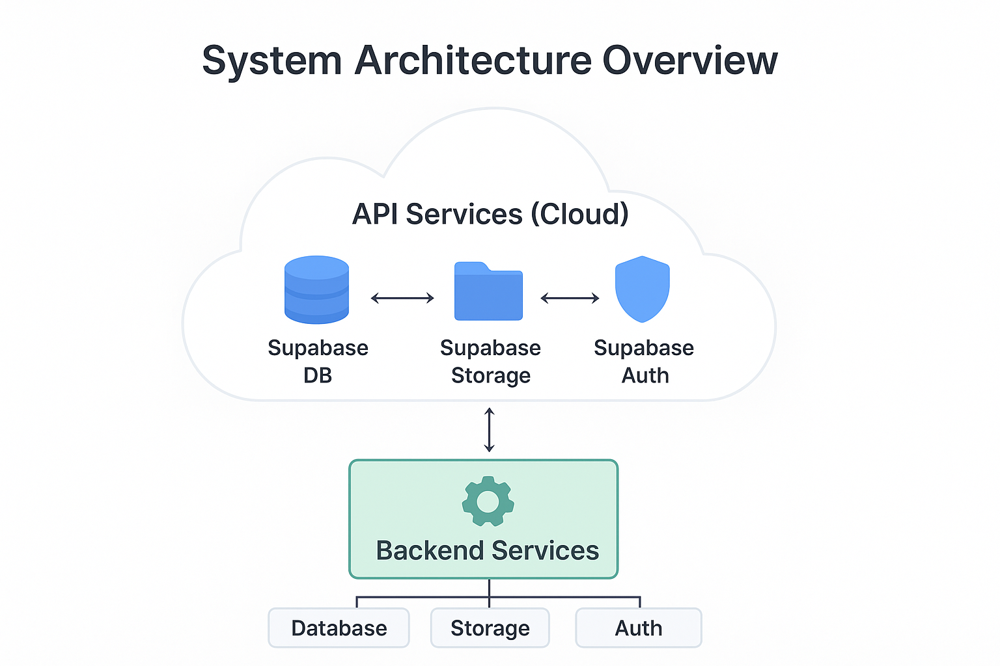 System Architecture Overview
API Services (Cloud)
Supabase
DB
Supabase
Storage
Supabase
Auth
Backend Services
Database
Storage
Auth